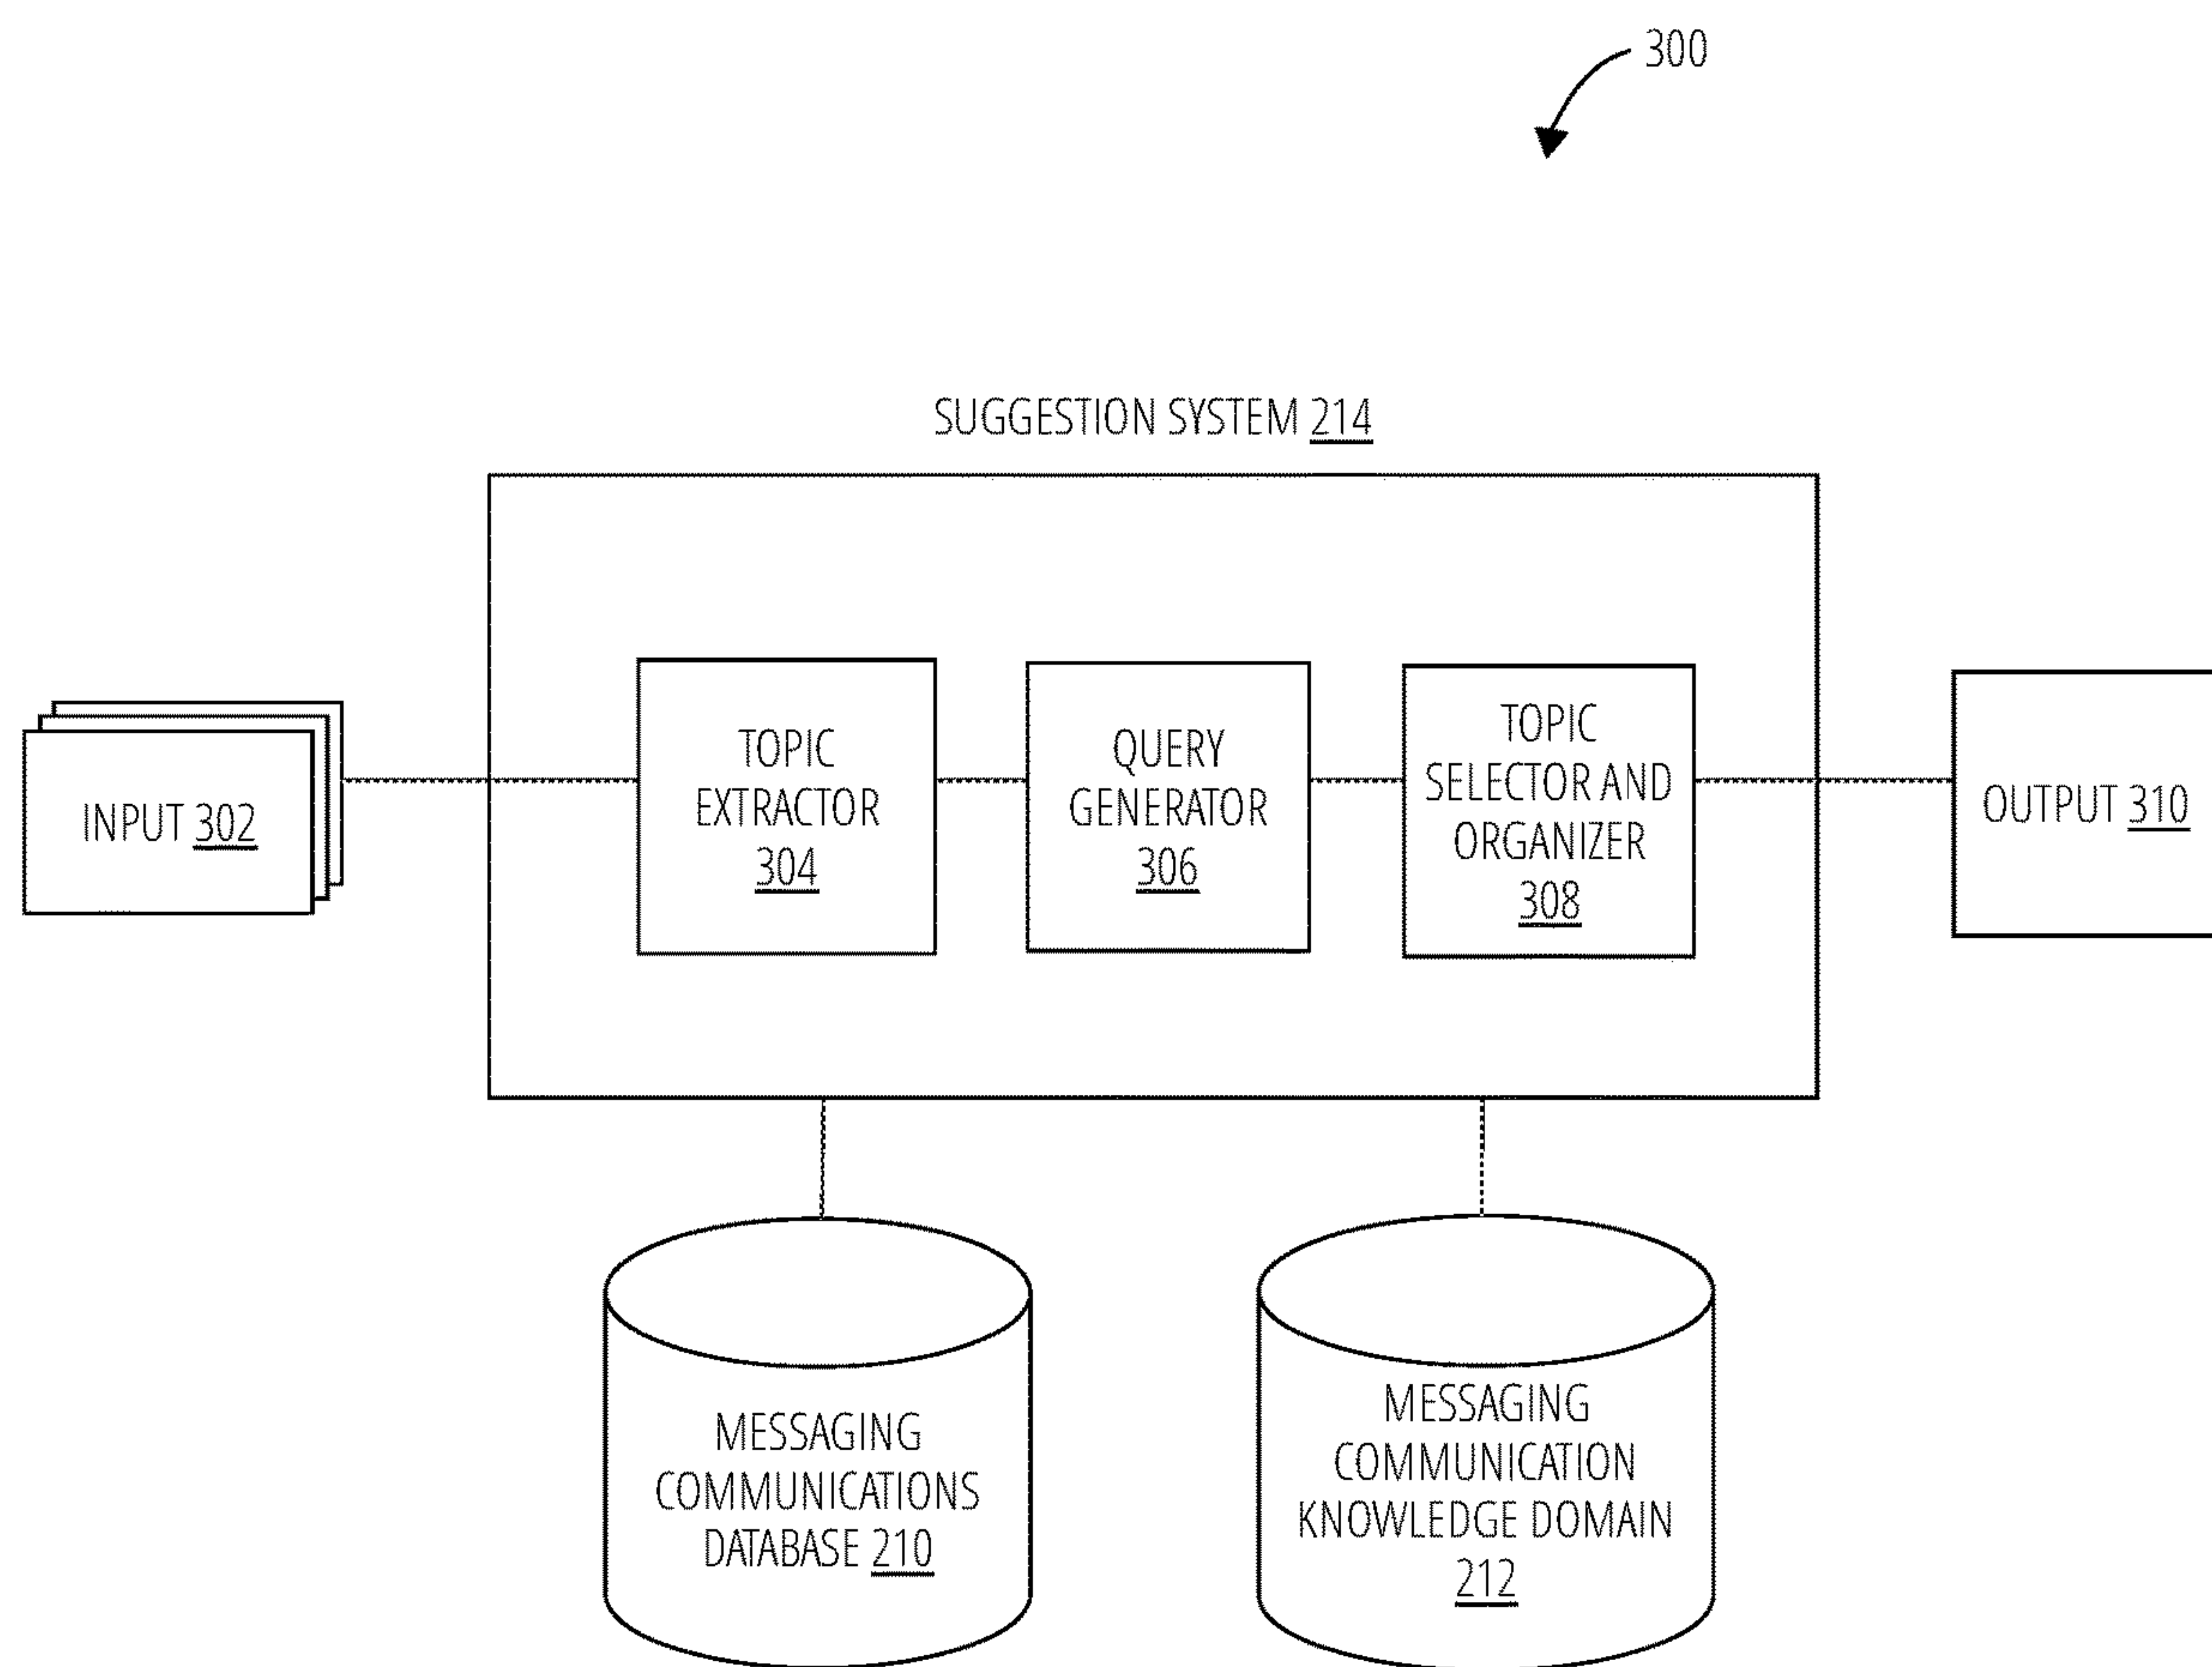 300
SUGGESTION SYSTEM 214
INPUT 302
TOPIC
EXTRACTOR
304
QUERY
GENERATOR
306
TOPIC
SELECTOR AND
ORGANIZER
308
OUTPUT 310
MESSAGING
COMMUNICATIONS
DATABASE 210
MESSAGING
COMMUNICATION
KNOWLEDGE DOMAIN
212